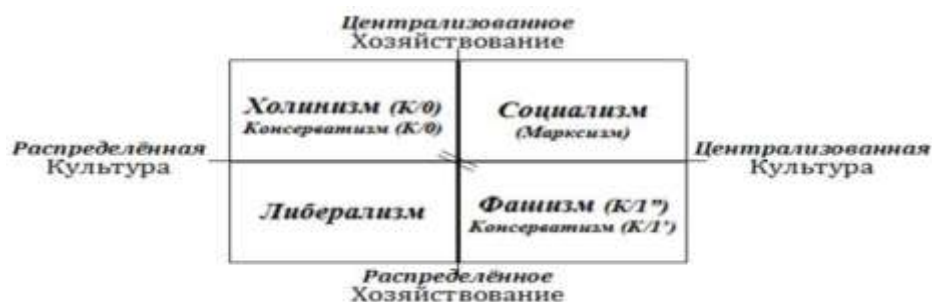 Централизованное
Хозяйствование
Холинизм (К/0)
Консерватизм (К/0)
Социализм
(Марксизм)
Распределённая
Культура
Централизованная
Культура
Либерализм
Фашизм (К/1”)
Консерватизм (К/1’)
Распределённое
Хозяйствование